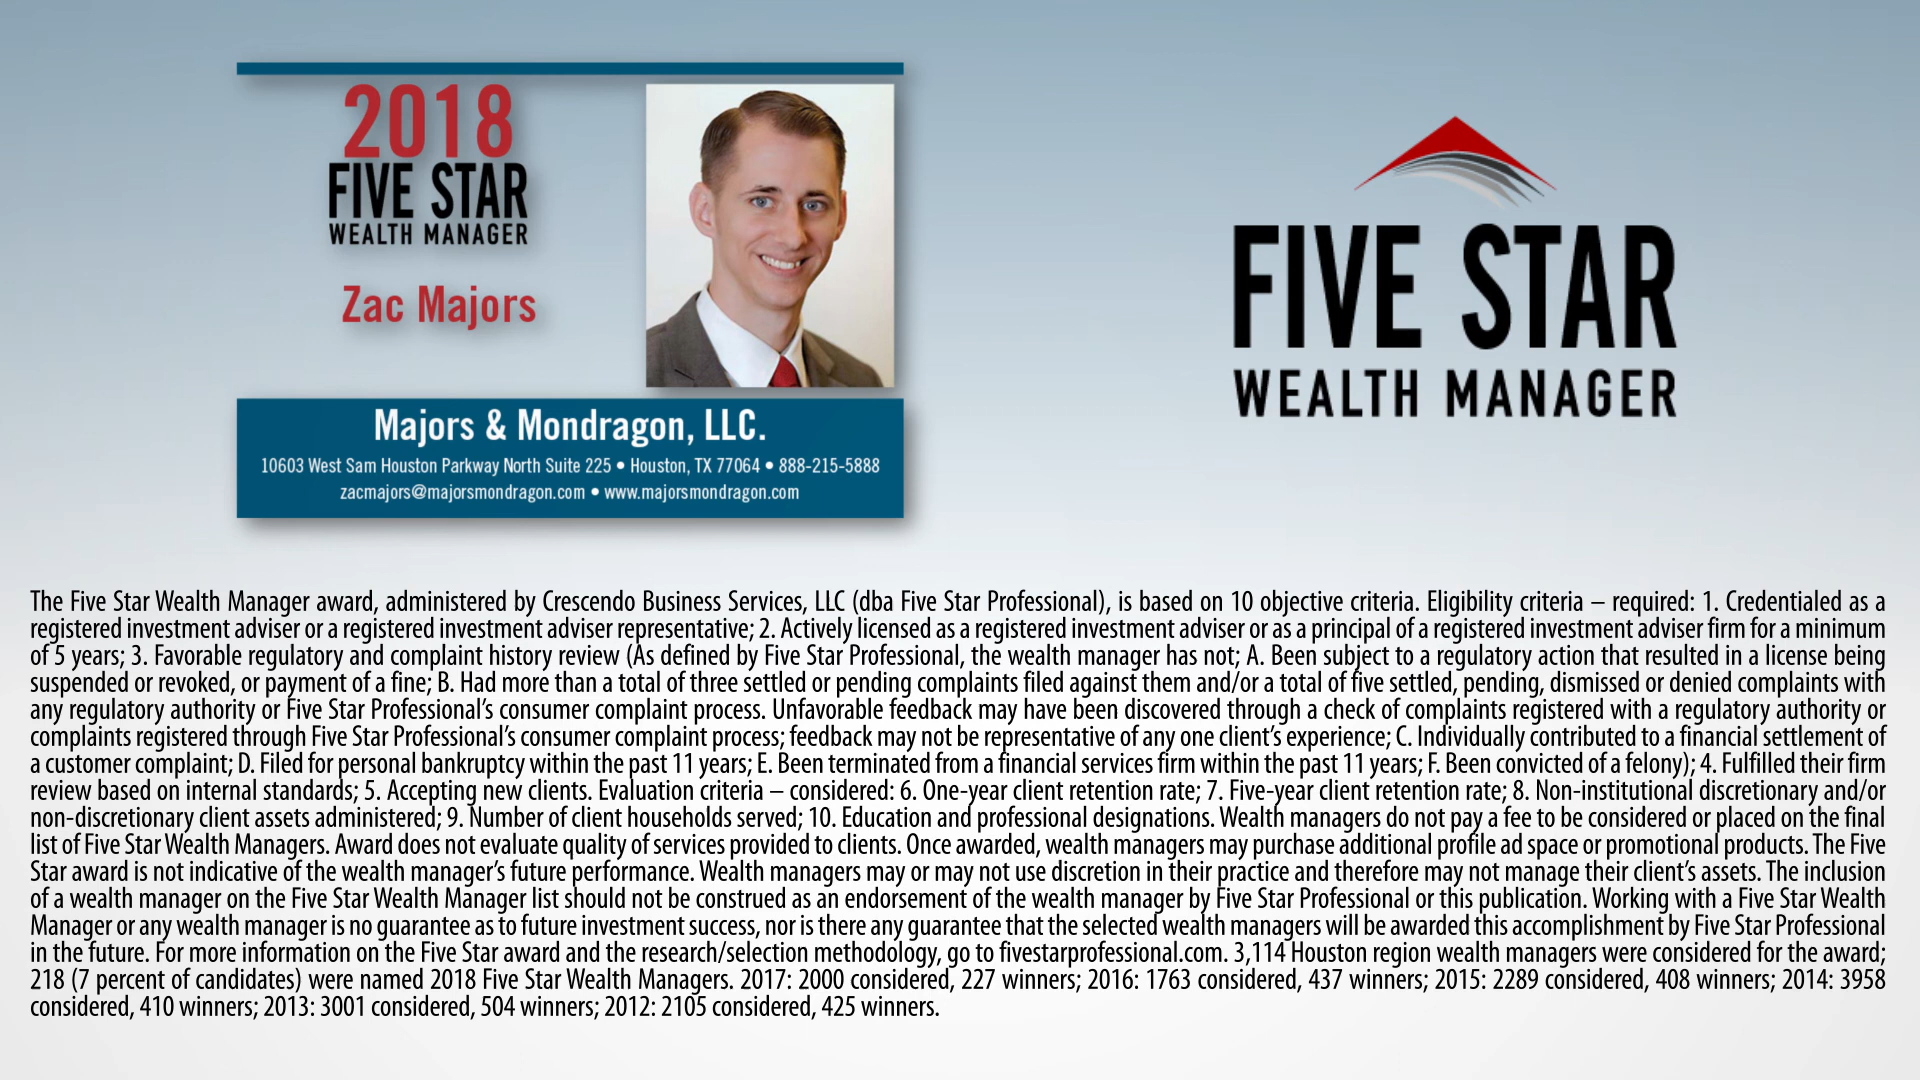 2018
FIVE STAR
WEALTH MANAGER
Zac Majors
Majors & Mondragon, LLC.
10603 West Sam Houston Parkway North Suite 225 • Houston, TX 77064 • 888-215-5888
zacmajors@majorsmondragon.com • www.majorsmondragon.com
FIVE STAR
WEALTH MANAGER
The Five Star Wealth Manager award, administered by Crescendo Business Services, LLC (dba Five Star Professional), is based on 10 objective criteria. Eligibility criteria – required: 1. Credentialed as a
registered investment adviser or a registered investment adviser representative; 2. Actively licensed as a registered investment adviser or as a principal of a registered investment adviser firm for a minimum
of 5 years; 3. Favorable regulatory and complaint history review (As defined by Five Star Professional, the wealth manager has not; A. Been subject to a regulatory action that resulted in a license being
suspended or revoked, or payment of a fine; B. Had more than a total of three settled or pending complaints filed against them and/or a total of five settled, pending, dismissed or denied complaints with
any regulatory authority or Five Star Professional's consumer complaint process. Unfavorable feedback may have been discovered through a check of complaints registered with a regulatory authority or
complaints registered through Five Star Professional's consumer complaint process; feedback may not be representative of any one client's experience; C. Individually contributed to a financial settlement of
a customer complaint; D. Filed for personal bankruptcy within the past 11 years; E. Been terminated from a financial services firm within the past 11 years; F. Been convicted of a felony); 4. Fulfilled their firm
review based on internal standards; 5. Accepting new clients. Evaluation criteria – considered: 6. One-year client retention rate; 7. Five-year client retention rate; 8. Non-institutional discretionary and/or
non-discretionary client assets administered; 9. Number of client households served; 10. Education and professional designations. Wealth managers do not pay a fee to be considered or placed on the final
list of Five Star Wealth Managers. Award does not evaluate quality of services provided to clients. Once awarded, wealth managers may purchase additional profile ad space or promotional products. The Five
Star award is not indicative of the wealth manager's future performance. Wealth managers may or may not use discretion in their practice and therefore may not manage their client's assets. The inclusion
of a wealth manager on the Five Star Wealth Manager list should not be construed as an endorsement of the wealth manager by Five Star Professional or this publication. Working with a Five Star Wealth
Manager or any wealth manager is no guarantee as to future investment success, nor is there any guarantee that the selected wealth managers will be awarded this accomplishment by Five Star Professional
in the future. For more information on the Five Star award and the research/selection methodology, go to fivestarprofessional.com. 3,114 Houston region wealth managers were considered for the award;
218 (7 percent of candidates) were named 2018 Five Star Wealth Managers. 2017: 2000 considered, 227 winners; 2016: 1763 considered, 437 winners; 2015: 2289 considered, 408 winners; 2014: 3958
considered, 410 winners; 2013: 3001 considered, 504 winners; 2012: 2105 considered, 425 winners.